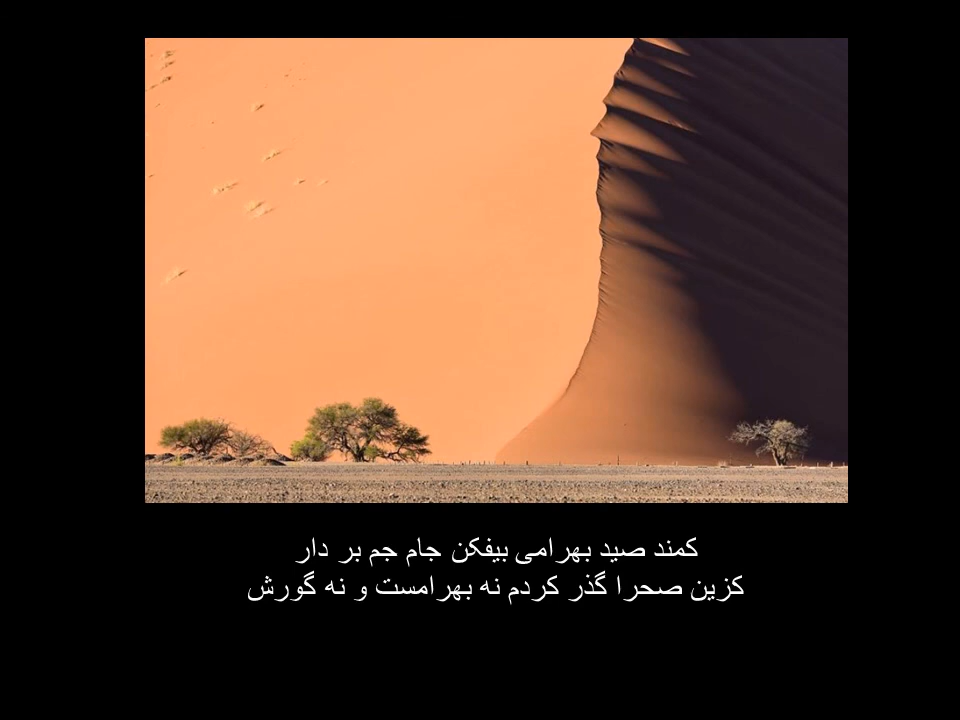 کمند صید بهرامی بیفکن جام جم بر دار
کزین صحرا گذر کردم نه بهرامست و نه گورش